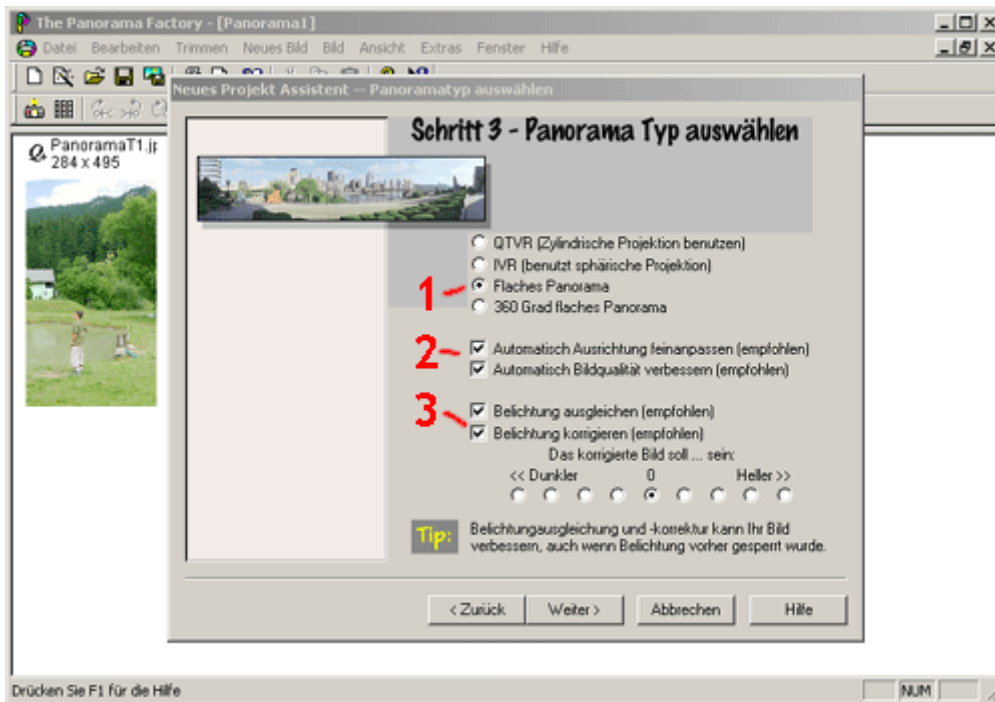 The Panorama Factory - [Panorama1]
Datei Bearbeiten Trimmen Neues Bild Bild Ansicht Extras Fenster Hilfe
Neues Projekt Assistent -- Panoramatyp auswählen
PanoramaT1.jp
284 x 495
Schritt 3 - Panorama Typ auswählen
QTVR (Zylindrische Projektion benutzen)
IVR (benutzt sphärische Projektion)
1 Flaches Panorama
360 Grad flaches Panorama
2 Automatisch Ausrichtung feinanpassen (empfohlen)
Automatisch Bildqualität verbessern (empfohlen)
3 Belichtung ausgleichen (empfohlen)
Belichtung korrigieren (empfohlen)
Das korrigierte Bild soll ... sein:
<< Dunkler 0 Heller >>
Tip: Belichtungausgleichung und -korrektur kann Ihr Bild
verbessern, auch wenn Belichtung vorher gesperrt wurde.
< Zurück Weiter > Abbrechen Hilfe
Drücken Sie F1 für die Hilfe NUM